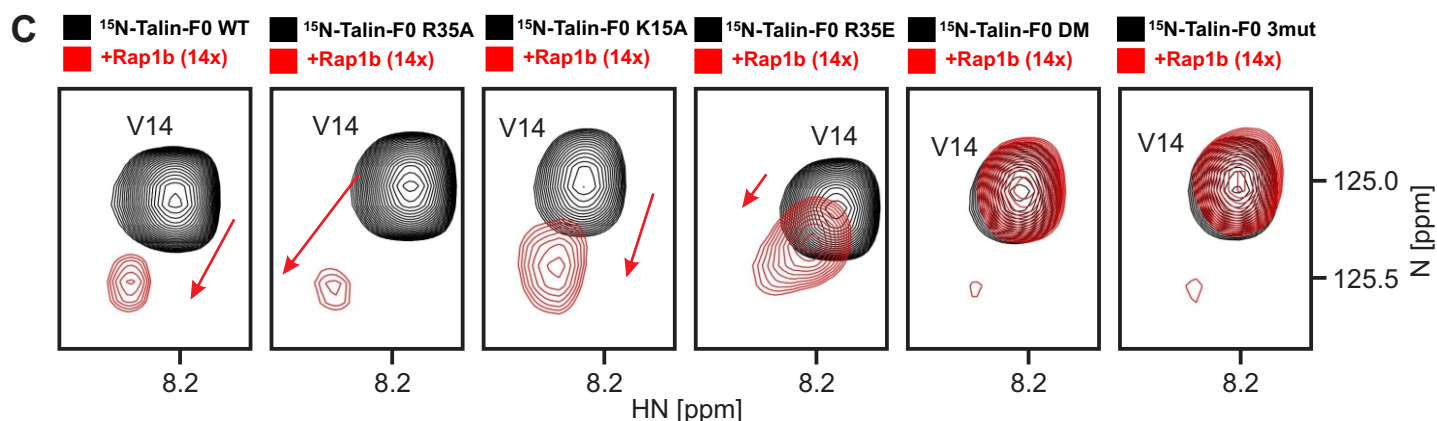 C
¹⁵N-Talin-F0 WT
+Rap1b (14x)
¹⁵N-Talin-F0 R35A
+Rap1b (14x)
¹⁵N-Talin-F0 K15A
+Rap1b (14x)
¹⁵N-Talin-F0 R35E
+Rap1b (14x)
¹⁵N-Talin-F0 DM
+Rap1b (14x)
¹⁵N-Talin-F0 3mut
+Rap1b (14x)
V14
V14
V14
V14
V14
V14
125.0
125.5
N [ppm]
8.2
8.2
8.2
8.2
8.2
8.2
HN [ppm]